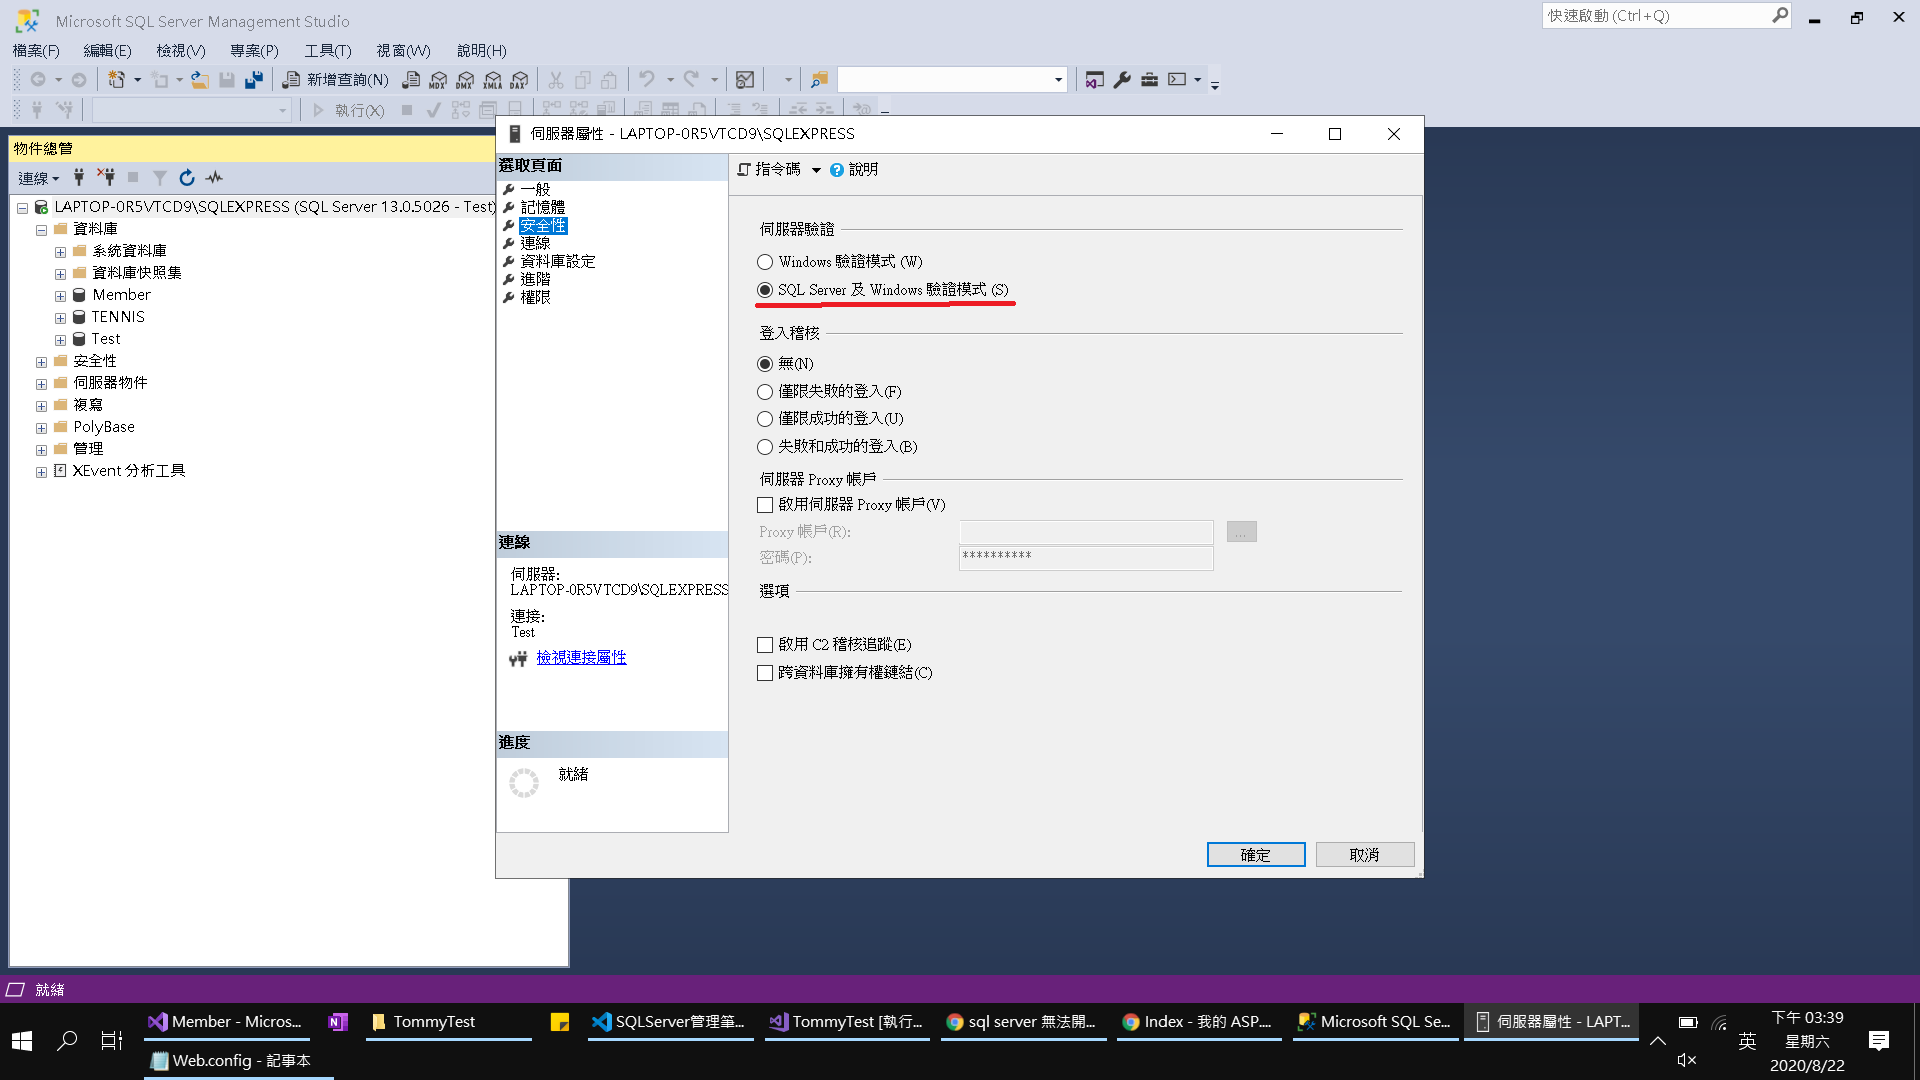 Microsoft SQL Server Management Studio
快速啟動 (Ctrl+Q)
檔案(F) 編輯(E) 檢視(V) 專案(P) 工具(T) 視窗(W) 說明(H)
新增查詢(N) MDX DMX XMLA DAX
執行(X)
物件總管
連線
LAPTOP-0R5VTCD9\SQLEXPRESS (SQL Server 13.0.5026 - Test)
資料庫
系統資料庫
資料庫快照集
Member
TENNIS
Test
安全性
伺服器物件
複寫
PolyBase
管理
XEvent 分析工具
伺服器屬性 - LAPTOP-0R5VTCD9\SQLEXPRESS
選取頁面
一般
記憶體
安全性
連線
資料庫設定
進階
權限
連線
伺服器:
LAPTOP-0R5VTCD9\SQLEXPRESS
連接:
Test
檢視連接屬性
進度
就緒
指令碼 說明
伺服器驗證
Windows 驗證模式 (W)
SQL Server 及 Windows 驗證模式 (S)
登入稽核
無(N)
僅限失敗的登入(F)
僅限成功的登入(U)
失敗和成功的登入(B)
伺服器 Proxy 帳戶
啟用伺服器 Proxy 帳戶(V)
Proxy 帳戶(R):
...
密碼(P):
**********
選項
啟用 C2 稽核追蹤(E)
跨資料庫擁有權鏈結(C)
確定 取消
就緒
Member - Micros... TommyTest SQLServer管理筆... TommyTest [執行... sql server 無法開... Index - 我的 ASP.... Microsoft SQL Se... 伺服器屬性 - LAPT...
Web.config - 記事本
英
下午 03:39
星期六
2020/8/22